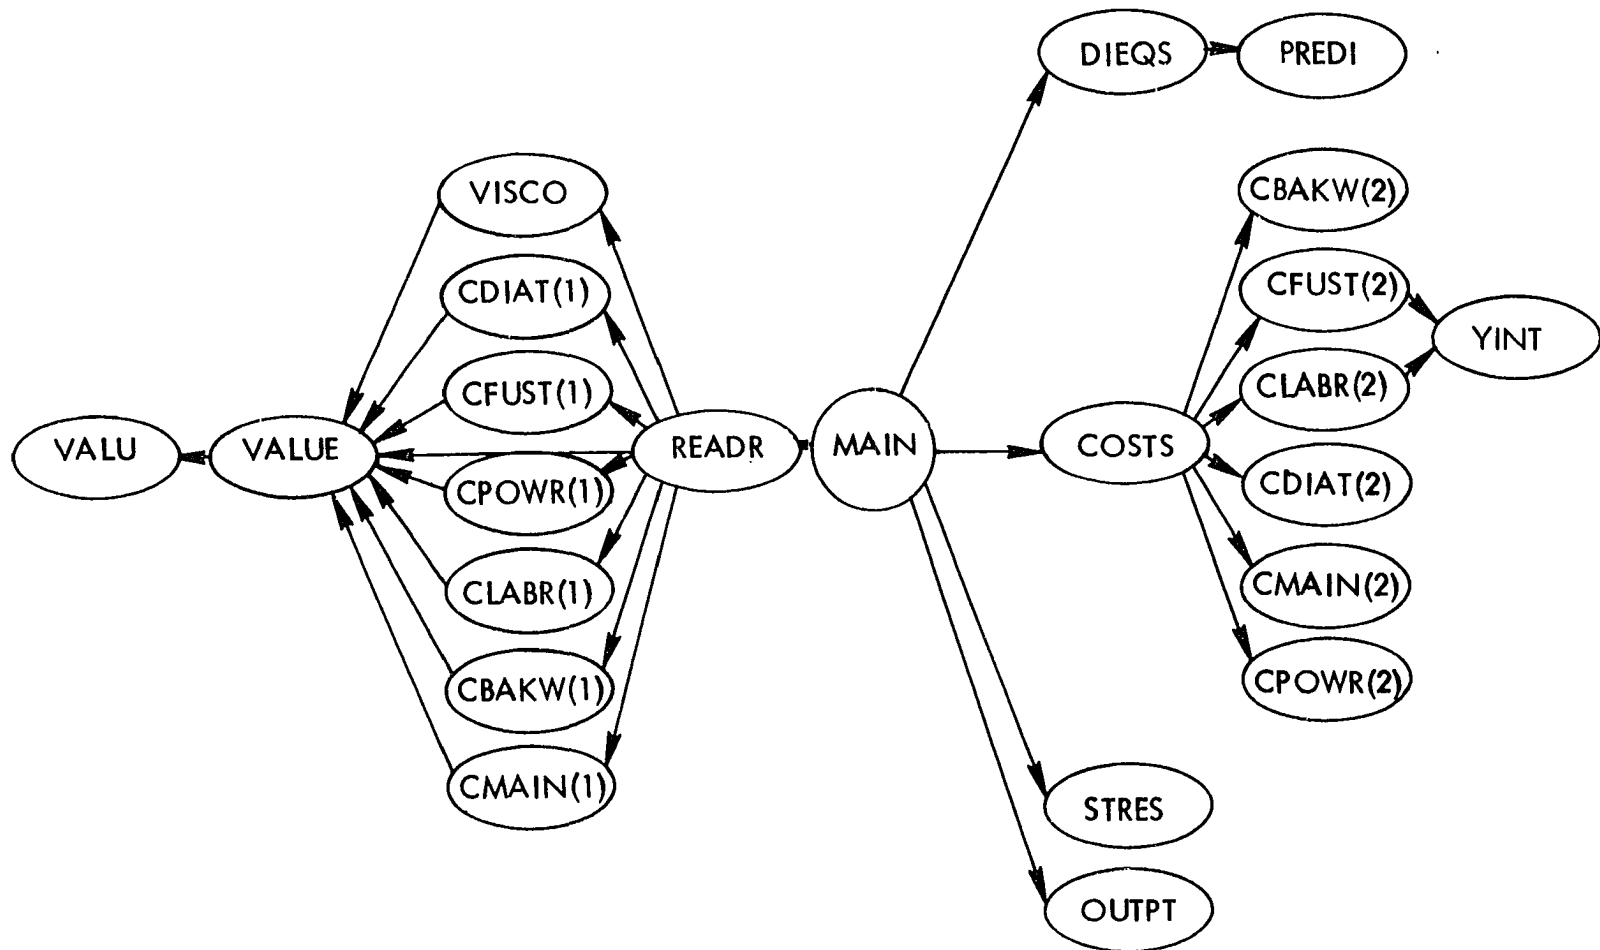 DIEQS
PREDI
VISCO
CDIAT(1)
CFUST(1)
CPOWR(1)
CLABR(1)
CBAKW(1)
CMAIN(1)
VALU
VALUE
READR
MAIN
COSTS
CBAKW(2)
CFUST(2)
CLABR(2)
CDIAT(2)
CMAIN(2)
CPOWR(2)
YINT
STRES
OUTPT